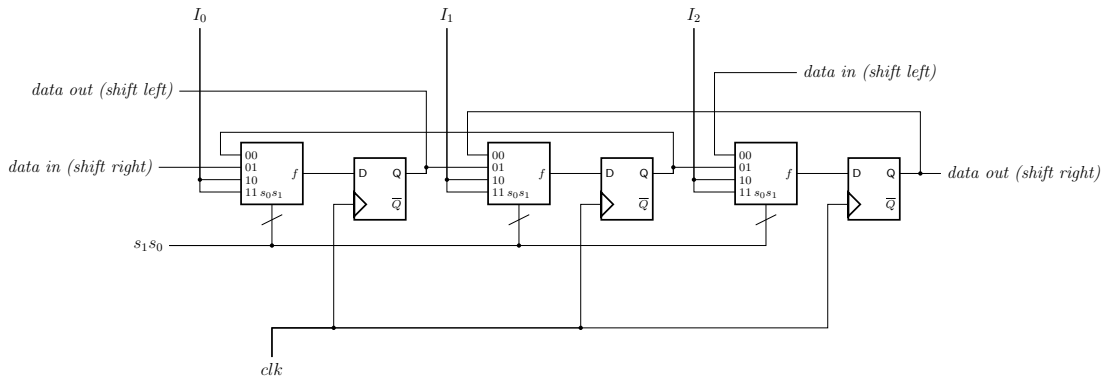 I₀ I₁ I₂
data in (shift left)
data out (shift left)
data in (shift right)
00
01
10
11 s₀s₁
f
D Q
Q̅
00
01
10
11 s₀s₁
f
D Q
Q̅
00
01
10
11 s₀s₁
f
D Q
Q̅
data out (shift right)
s₁s₀
clk